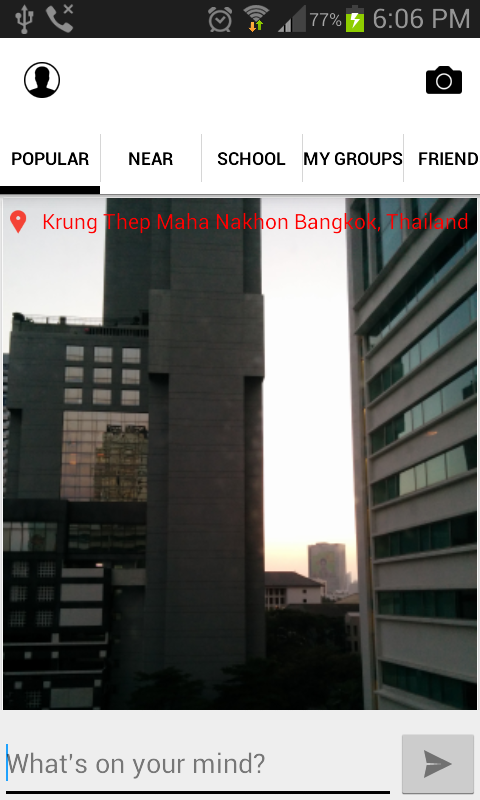 77% 6:06 PM
POPULAR NEAR SCHOOL MY GROUPS FRIEND
Krung Thep Maha Nakhon Bangkok, Thailand
What's on your mind?